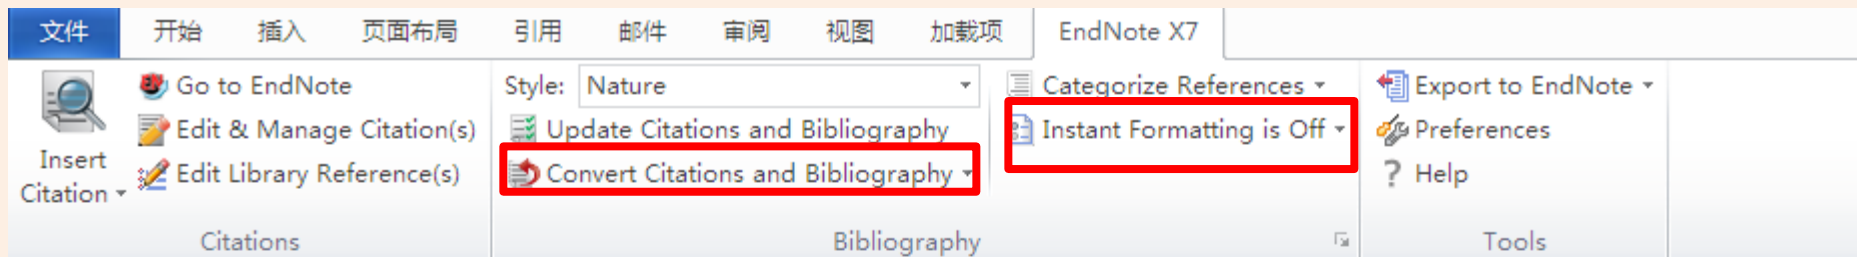 文件 开始 插入 页面布局 引用 邮件 审阅 视图 加载项 EndNote X7
Insert Citation
Go to EndNote
Edit & Manage Citation(s)
Edit Library Reference(s)
Citations
Style: Nature
Update Citations and Bibliography
Convert Citations and Bibliography
Categorize References
Instant Formatting is Off
Bibliography
Export to EndNote
Preferences
? Help
Tools